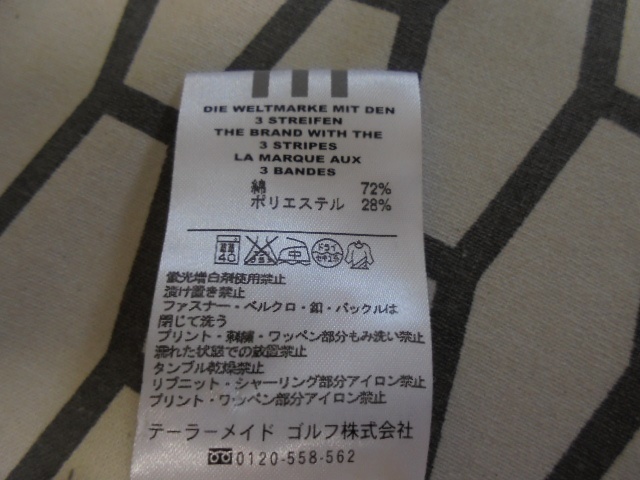 DIE WELTMARKE MIT DEN
3 STREIFEN
THE BRAND WITH THE
3 STRIPES
LA MARQUE AUX
3 BANDES
綿 72%
ポリエステル 28%
40 中 ドライ
蛍光増白剤使用禁止
漬け置き禁止
ファスナー・ベルクロ・釦・バックルは
閉じて洗う
プリント・刺繍・ワッペン部分もみ洗い禁止
濡れた状態での放置禁止
タンブル乾燥禁止
リブニット・シャーリング部分アイロン禁止
プリント・ワッペン部分アイロン禁止
テーラーメイド ゴルフ株式会社
0120-558-562